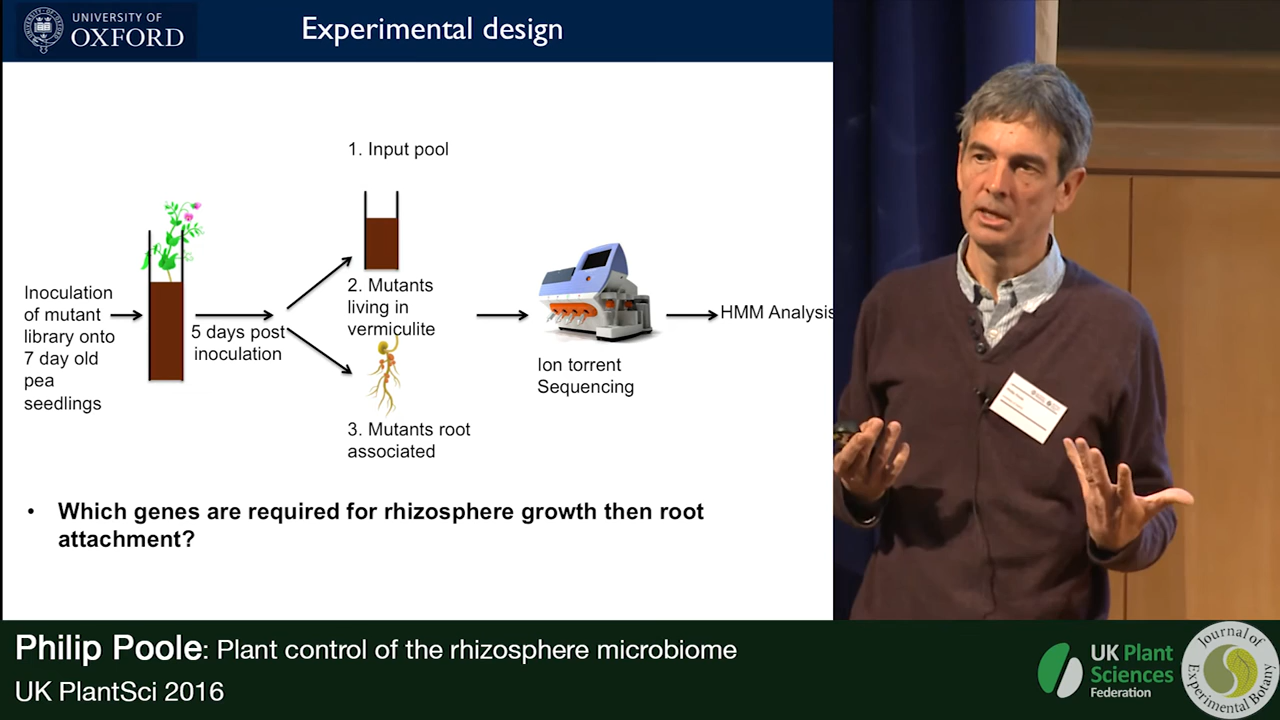 UNIVERSITY OF
OXFORD
Experimental design
1. Input pool
Inoculation
of mutant
library onto
7 day old
pea
seedlings
5 days post
inoculation
2. Mutants
living in
vermiculite
3. Mutants root
associated
Ion torrent
Sequencing
HMM Analysis
• Which genes are required for rhizosphere growth then root
attachment?
Philip Poole: Plant control of the rhizosphere microbiome
UK PlantSci 2016
UK Plant
Sciences
Federation
Journal of
Experimental Botany